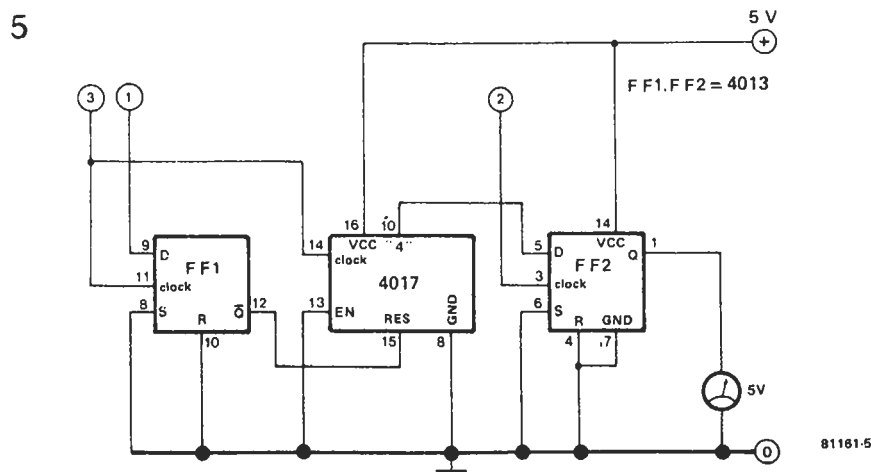 5
5 V
+
FF1.FF2 = 4013
3
1
2
16
10
14
VCC
"4"
14
clock
4017
13
EN
RES
GND
15
8
9
D
FF1
11
clock
8
S
R
Q̅
12
10
5
D
VCC
Q
1
FF2
3
clock
6
S
R
GND
4
7
5V
0
81161-5